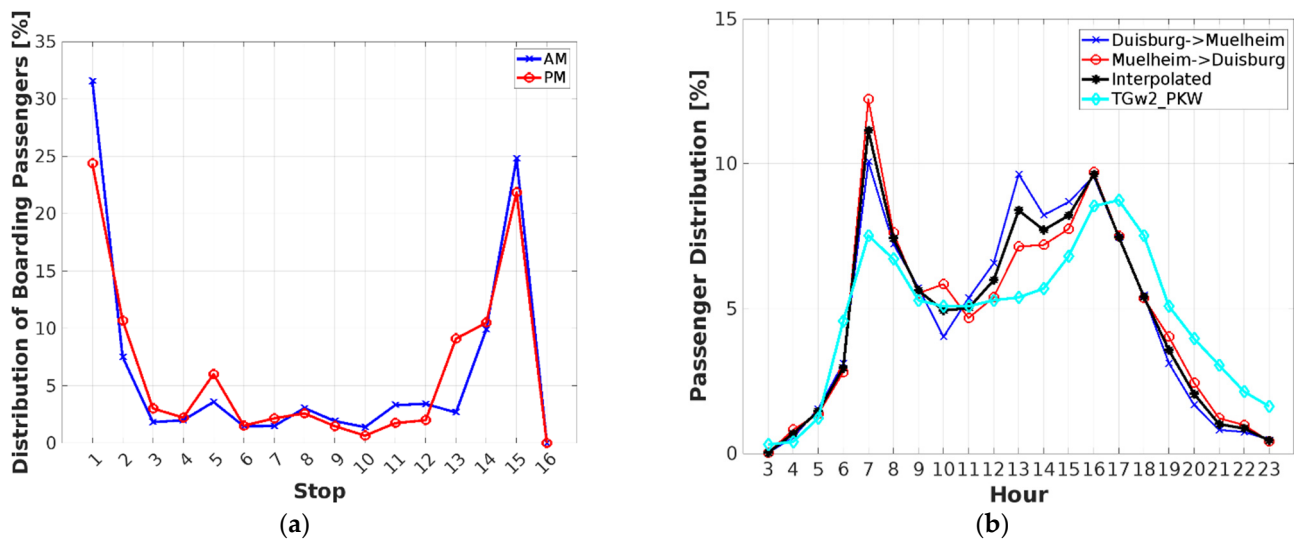 Distribution of Boarding Passengers [%]
35
30
25
20
15
10
5
0
AM
PM
1 2 3 4 5 6 7 8 9 10 11 12 13 14 15 16
Stop
(a)
Passenger Distribution [%]
15
10
5
0
Duisburg->Muelheim
Muelheim->Duisburg
Interpolated
TGw2_PKW
3 4 5 6 7 8 9 10 11 12 13 14 15 16 17 18 19 20 21 22 23
Hour
(b)